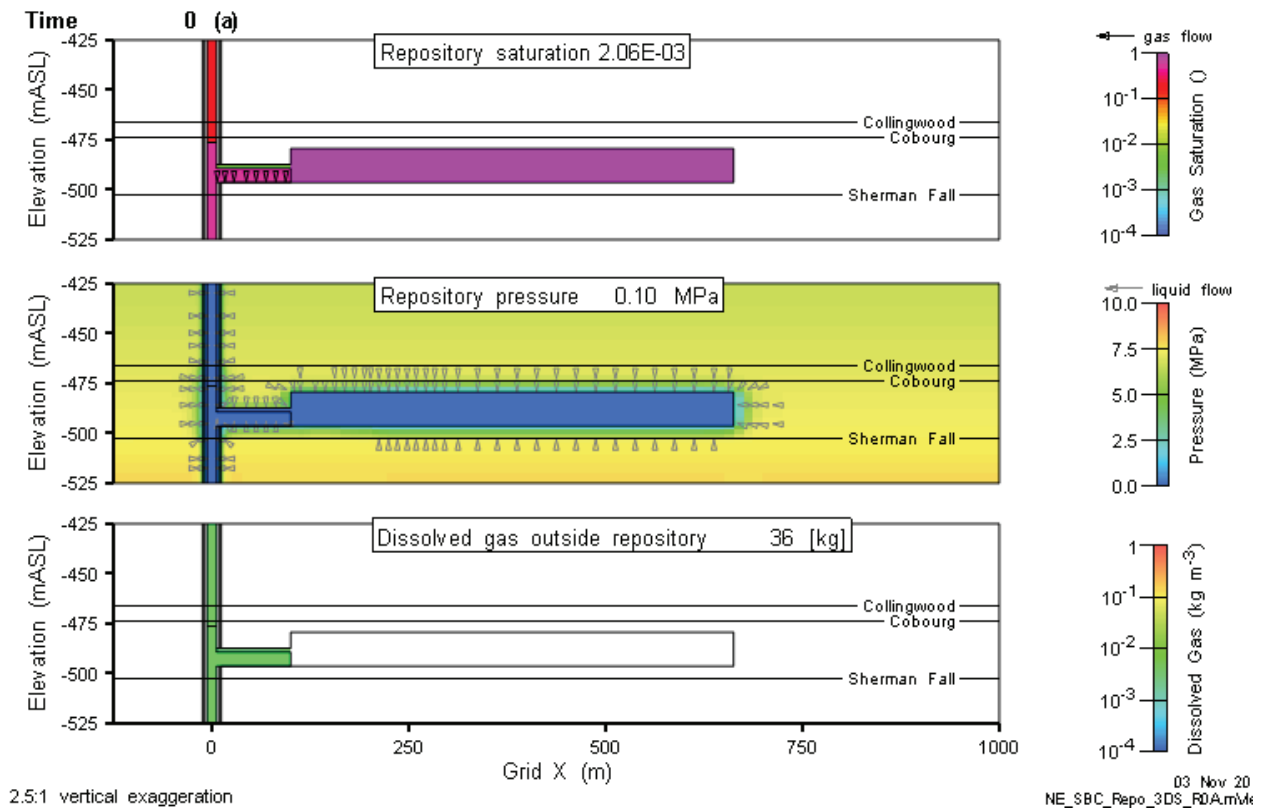 Time 0 (a)
Repository saturation 2.06E-03
Elevation (mASL)
-425
-450
-475
-500
-525
Collingwood
Cobourg
Sherman Fall
gas flow
1
10-1
10-2
10-3
10-4
Gas Saturation ()
Repository pressure 0.10 MPa
Elevation (mASL)
-425
-450
-475
-500
-525
Collingwood
Cobourg
Sherman Fall
liquid flow
10.0
7.5
5.0
2.5
0.0
Pressure (MPa)
Dissolved gas outside repository 36 [kg]
Elevation (mASL)
-425
-450
-475
-500
-525
Collingwood
Cobourg
Sherman Fall
1
10-1
10-2
10-3
10-4
Dissolved Gas (kg m-3)
0 250 500 750 1000
Grid X (m)
2.5:1 vertical exaggeration
03 Nov 20